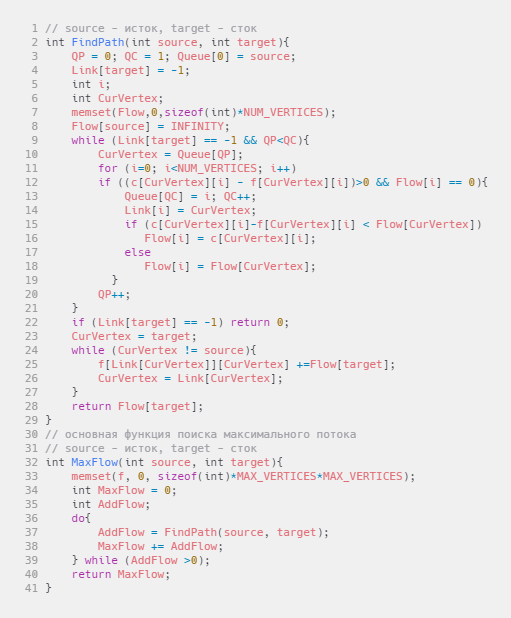 1 // source - исток, target - сток
2 int FindPath(int source, int target){
3     QP = 0; QC = 1; Queue[0] = source;
4     Link[target] = -1;
5     int i;
6     int CurVertex;
7     memset(Flow,0,sizeof(int)*NUM_VERTICES);
8     Flow[source] = INFINITY;
9     while (Link[target] == -1 && QP<QC){
10         CurVertex = Queue[QP];
11         for (i=0; i<NUM_VERTICES; i++)
12         if ((c[CurVertex][i] - f[CurVertex][i])>0 && Flow[i] == 0){
13             Queue[QC] = i; QC++;
14             Link[i] = CurVertex;
15             if (c[CurVertex][i]-f[CurVertex][i] < Flow[CurVertex])
16                Flow[i] = c[CurVertex][i];
17             else
18                Flow[i] = Flow[CurVertex];
19           }
20         QP++;
21     }
22     if (Link[target] == -1) return 0;
23     CurVertex = target;
24     while (CurVertex != source){
25         f[Link[CurVertex]][CurVertex] +=Flow[target];
26         CurVertex = Link[CurVertex];
27     }
28     return Flow[target];
29 }
30 // основная функция поиска максимального потока
31 // source - исток, target - сток
32 int MaxFlow(int source, int target){
33     memset(f, 0, sizeof(int)*MAX_VERTICES*MAX_VERTICES);
34     int MaxFlow = 0;
35     int AddFlow;
36     do{
37         AddFlow = FindPath(source, target);
38         MaxFlow += AddFlow;
39     } while (AddFlow >0);
40     return MaxFlow;
41 }